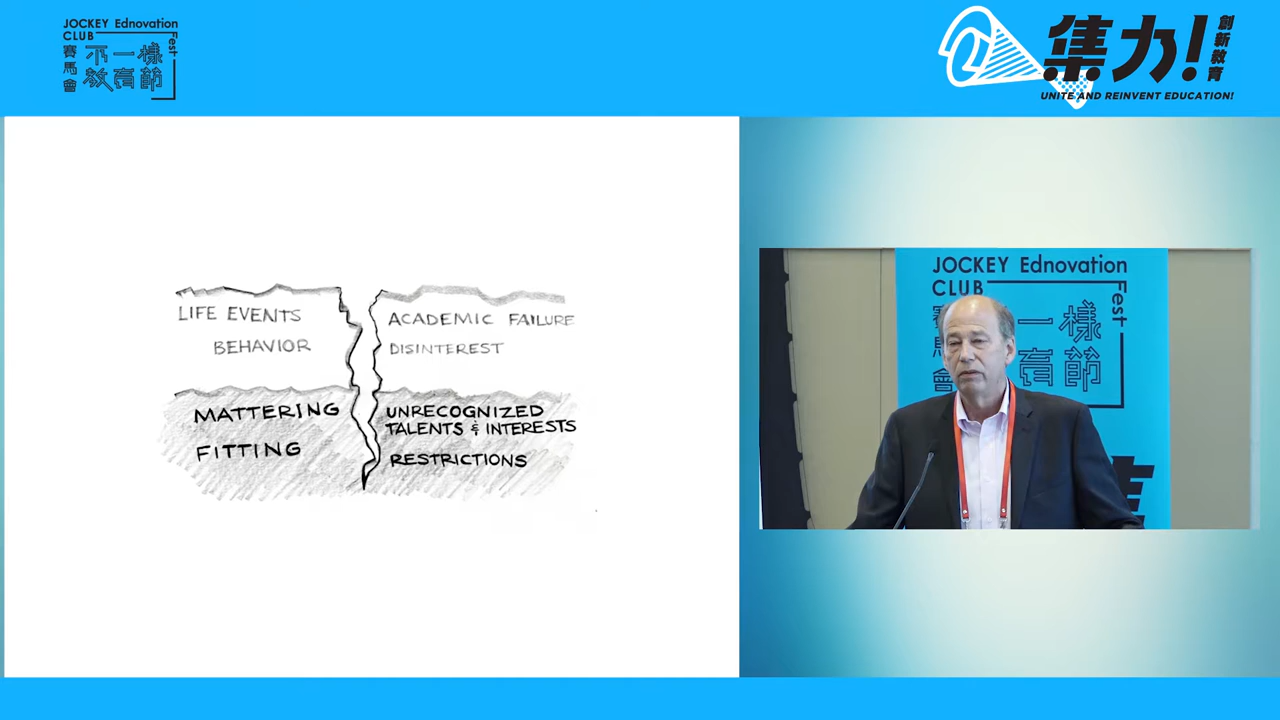 JOCKEY Ednovation
CLUB
Fest
賽馬會
不一樣
教育節
集力!
創新教育
UNITE AND REINVENT EDUCATION!
LIFE EVENTS
BEHAVIOR
ACADEMIC FAILURE
DISINTEREST
MATTERING
FITTING
UNRECOGNIZED
TALENTS & INTERESTS
RESTRICTIONS
JOCKEY Ednovation
CLUB
Fest
一樣
育節